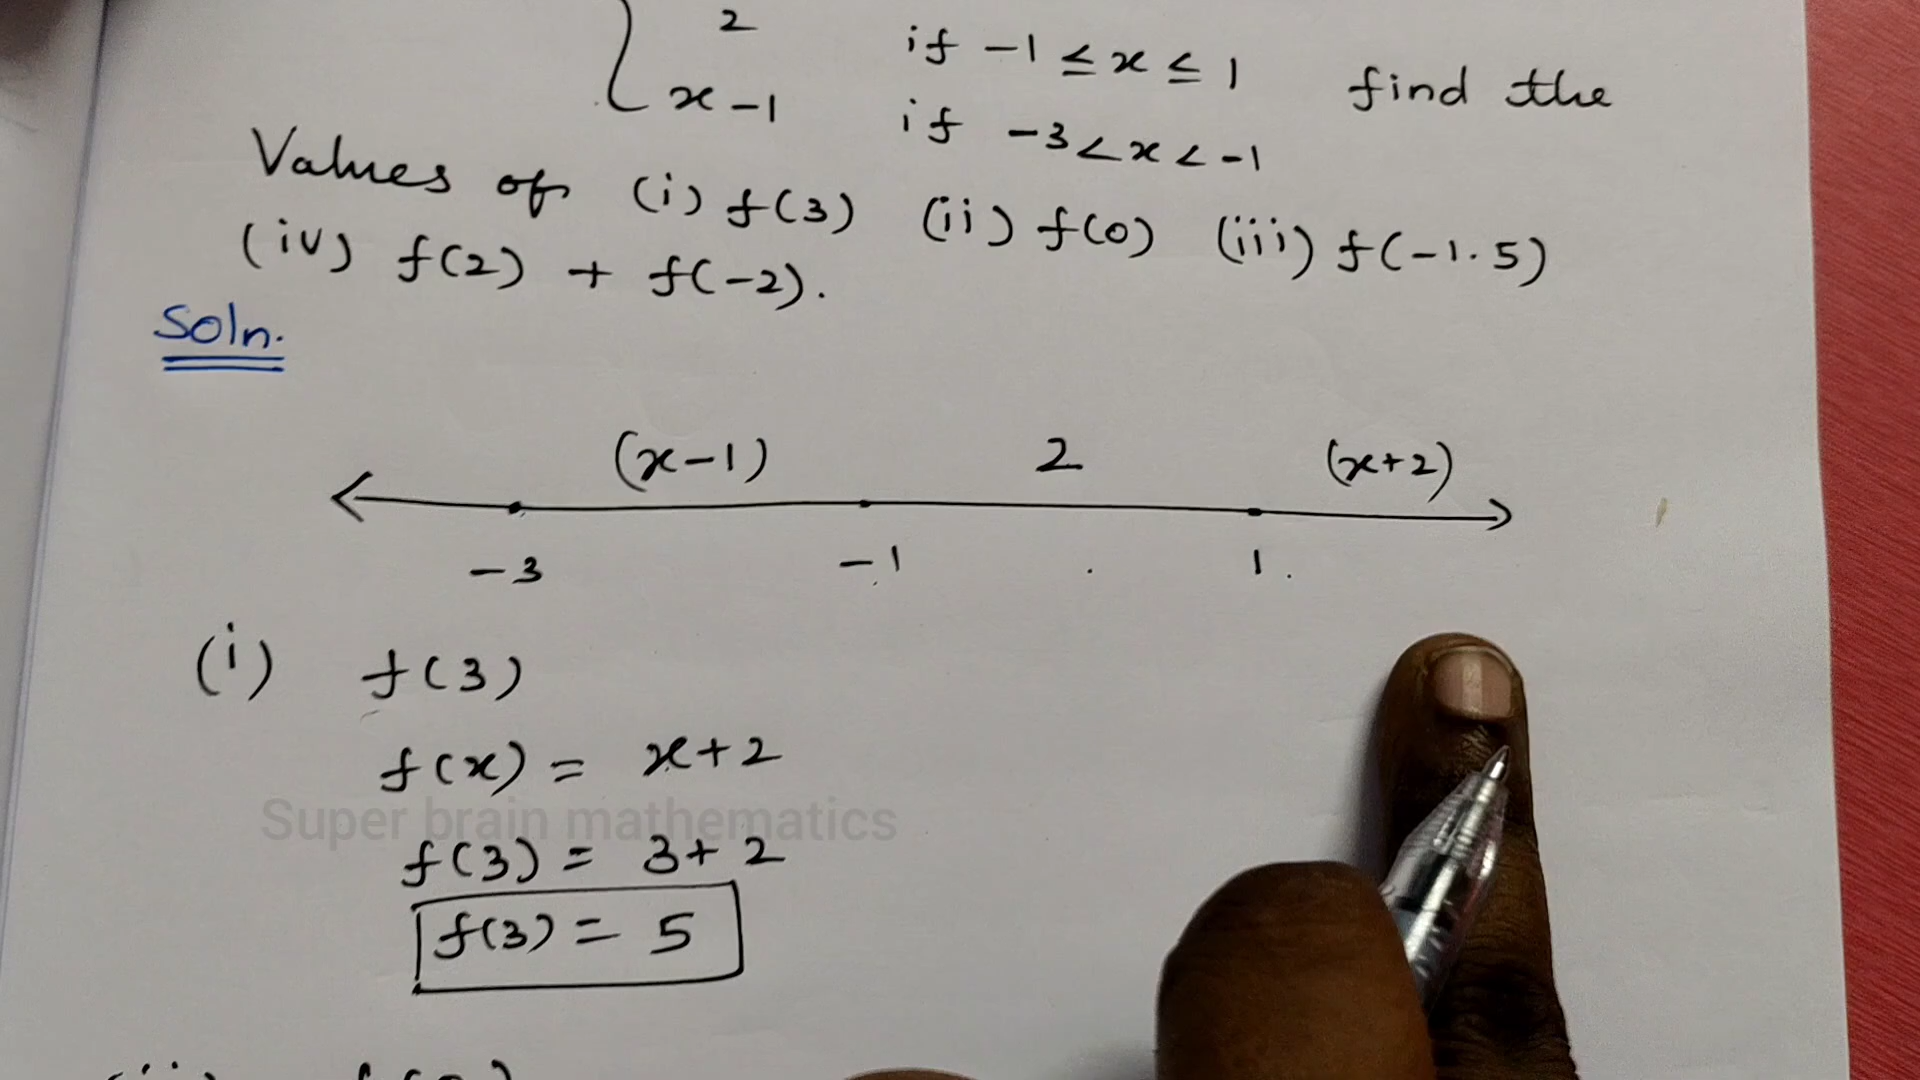 2 if -1 ≤ x ≤ 1 find the
x-1 if -3 < x < -1
Values of (i) f(3) (ii) f(0) (iii) f(-1.5)
(iv) f(2) + f(-2).
Soln.
(x-1) 2 (x+2)
-3 -1 1.
(i) f(3)
f(x) = x+2
Super brain mathematics
f(3) = 3+2
f(3) = 5